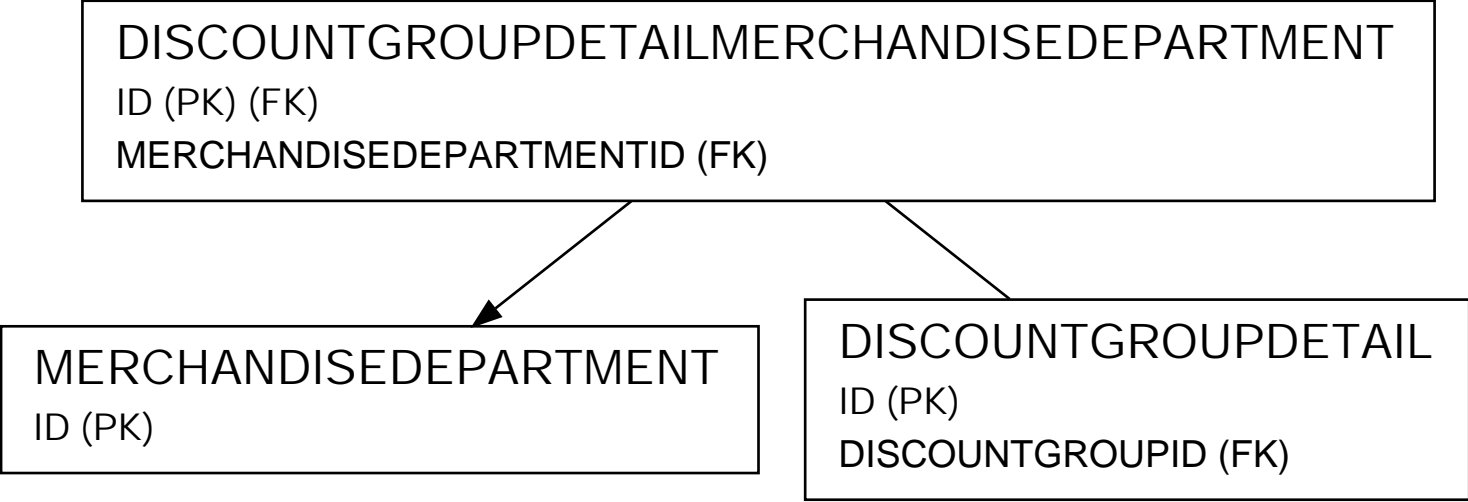 DISCOUNTGROUPDETAILMERCHANDISEDEPARTMENT
ID (PK) (FK)
MERCHANDISEDEPARTMENTID (FK)
MERCHANDISEDEPARTMENT
ID (PK)
DISCOUNTGROUPDETAIL
ID (PK)
DISCOUNTGROUPID (FK)